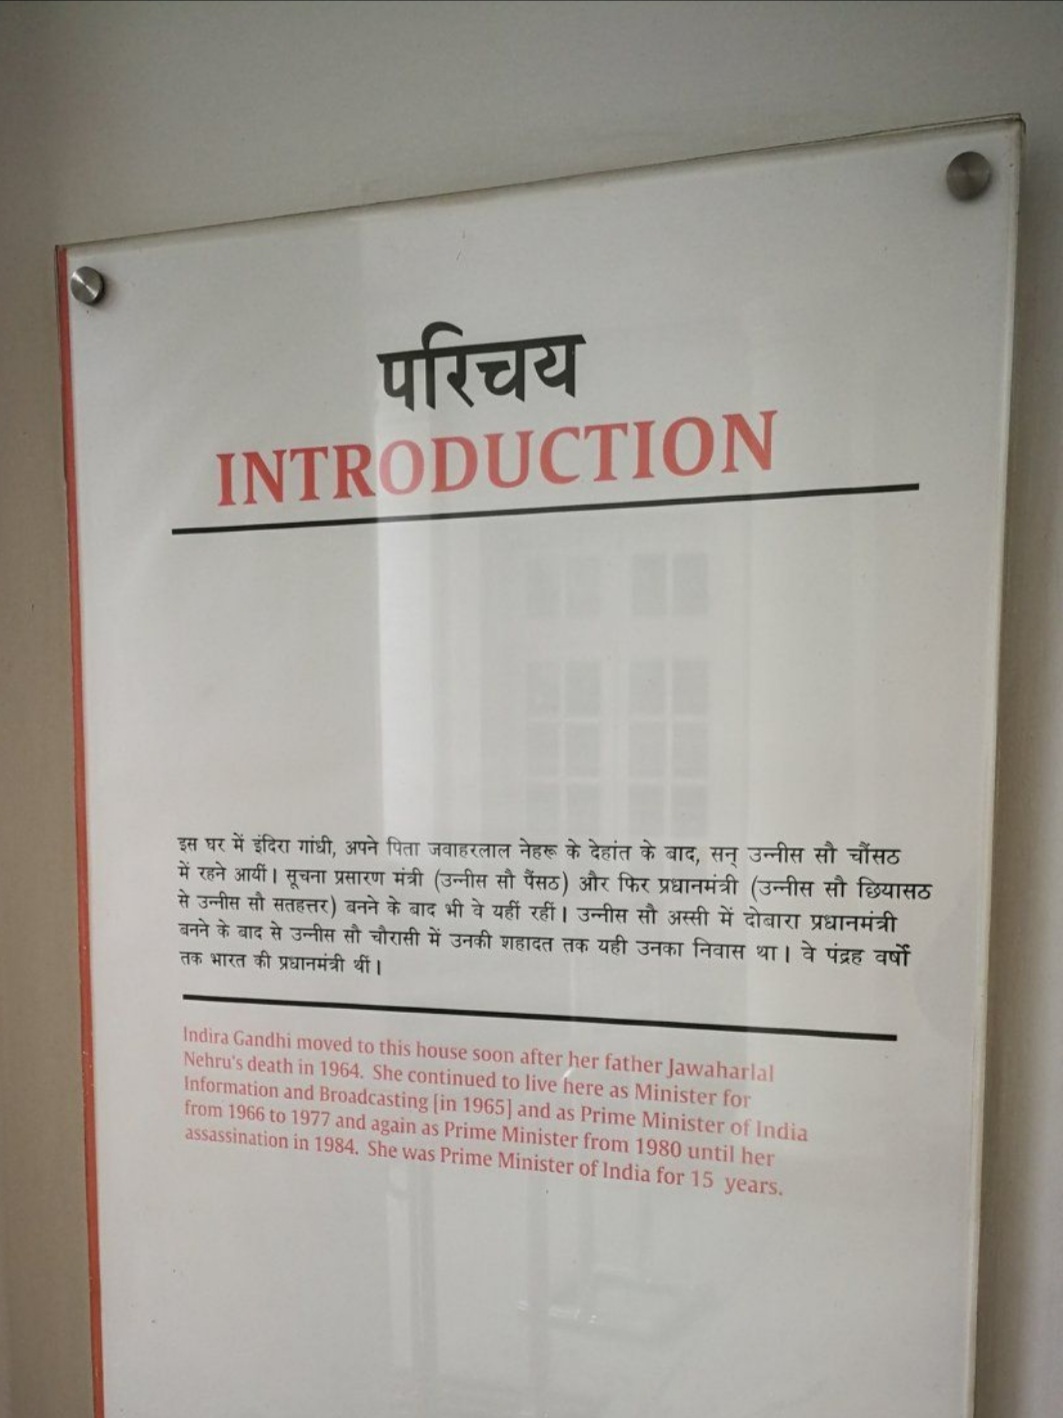 परिचय
INTRODUCTION
इस घर में इंदिरा गांधी, अपने पिता जवाहरलाल नेहरू के देहांत के बाद, सन् उन्नीस सौ चौंसठ
में रहने आयीं। सूचना प्रसारण मंत्री (उन्नीस सौ पैंसठ) और फिर प्रधानमंत्री (उन्नीस सौ छियासठ
से उन्नीस सौ सतहत्तर) बनने के बाद भी वे यहीं रहीं। उन्नीस सौ अस्सी में दोबारा प्रधानमंत्री
बनने के बाद से उन्नीस सौ चौरासी में उनकी शहादत तक यही उनका निवास था। वे पंद्रह वर्षों
तक भारत की प्रधानमंत्री थीं।
Indira Gandhi moved to this house soon after her father Jawaharlal
Nehru's death in 1964. She continued to live here as Minister for
Information and Broadcasting [in 1965] and as Prime Minister of India
from 1966 to 1977 and again as Prime Minister from 1980 until her
assassination in 1984. She was Prime Minister of India for 15 years.